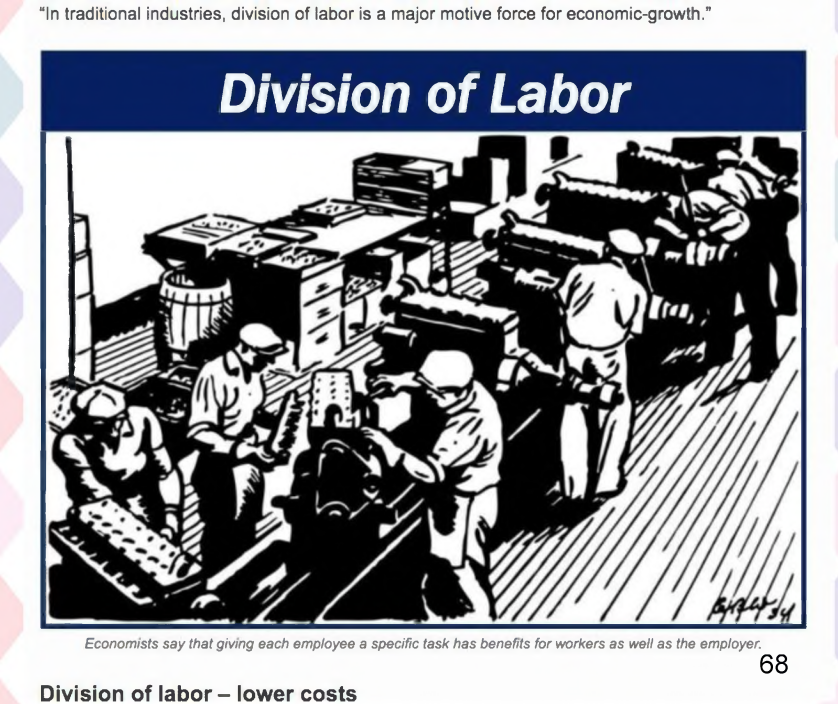 “In traditional industries, division of labor is a major motive force for economic-growth.”
Division of Labor
Economists say that giving each employee a specific task has benefits for workers as well as the employer.
68
Division of labor – lower costs